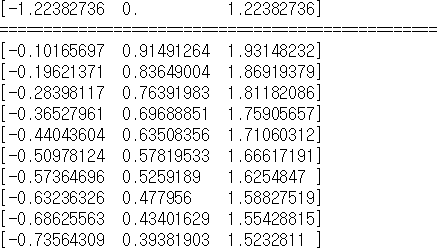 [-1.22382736  0.          1.22382736]
==================================================
[-0.10165697  0.91491264  1.93148232]
[-0.19621371  0.83649004  1.86919379]
[-0.28398117  0.76391983  1.81182086]
[-0.36527961  0.69688851  1.75905657]
[-0.44043604  0.63508356  1.71060312]
[-0.50978124  0.57819533  1.66617191]
[-0.57364696  0.5259189   1.6254847 ]
[-0.63236326  0.477956    1.58827519]
[-0.68625563  0.43401629  1.55428815]
[-0.73564309  0.39381903  1.5232811 ]